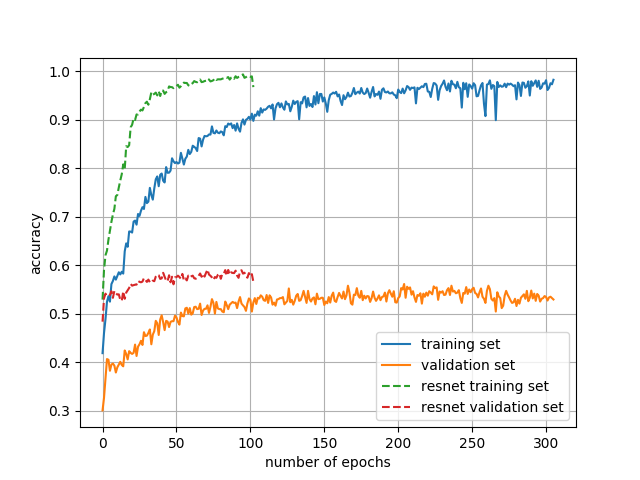 1.0
0.9
0.8
0.7
0.6
0.5
0.4
0.3
accuracy
training set
validation set
resnet training set
resnet validation set
0 50 100 150 200 250 300
number of epochs